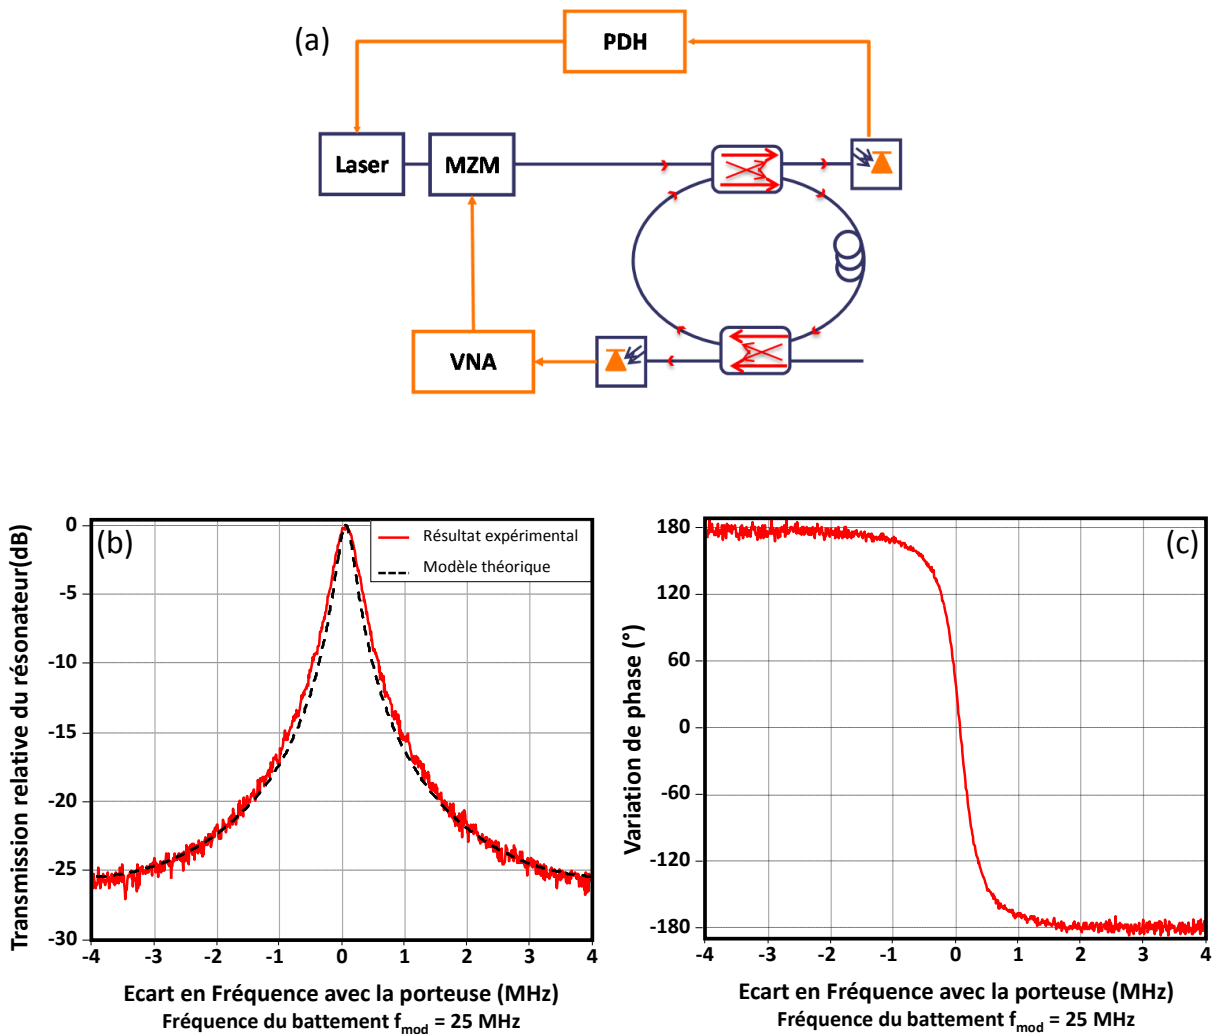 (a)
PDH
Laser
MZM
VNA
(b)
Résultat expérimental
Modèle théorique
Transmission relative du résonateur(dB)
0
-5
-10
-15
-20
-25
-30
-4 -3 -2 -1 0 1 2 3 4
Ecart en Fréquence avec la porteuse (MHz)
Fréquence du battement fmod = 25 MHz
(c)
Variation de phase (°)
180
120
60
0
-60
-120
-180
-4 -3 -2 -1 0 1 2 3 4
Ecart en Fréquence avec la porteuse (MHz)
Fréquence du battement fmod = 25 MHz